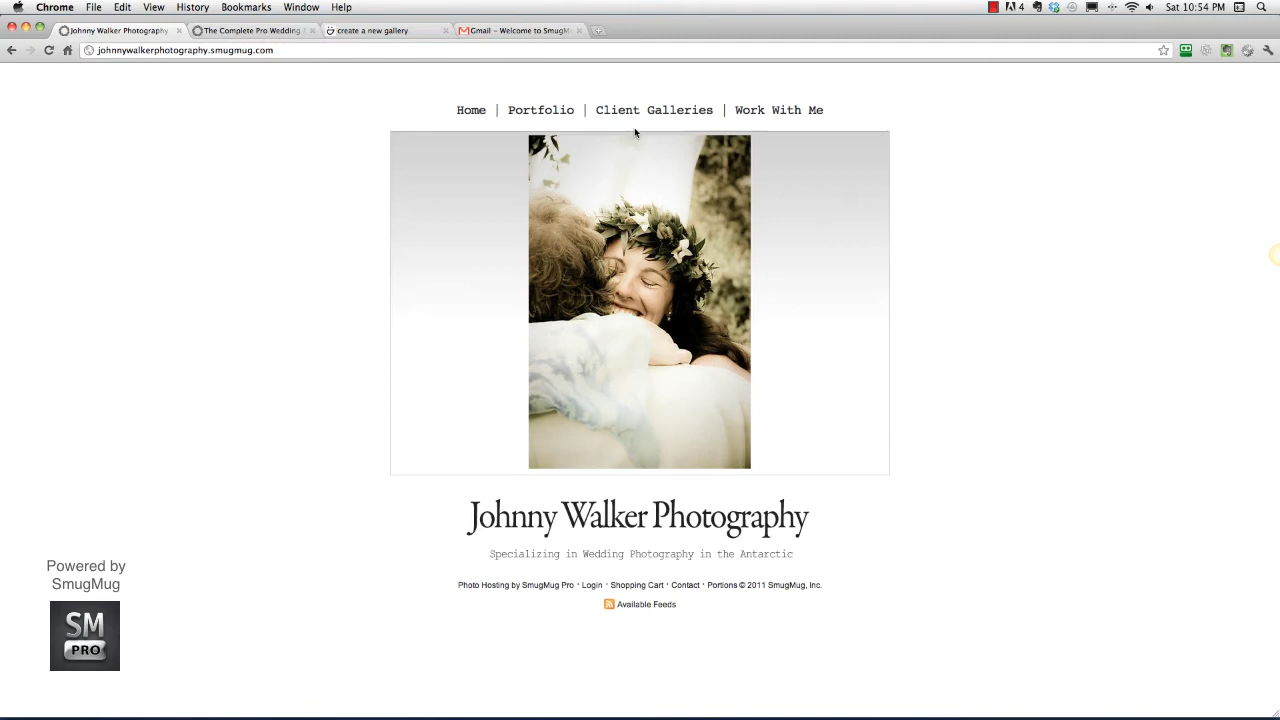 Chrome File Edit View History Bookmarks Window Help 4 Sat 10:54 PM
Johnny Walker Photography The Complete Pro Wedding create a new gallery Gmail - Welcome to SmugM
johnnywalkerphotography.smugmug.com
Home | Portfolio | Client Galleries | Work With Me
Johnny Walker Photography
Specializing in Wedding Photography in the Antarctic
Photo Hosting by SmugMug Pro · Login · Shopping Cart · Contact · Portions © 2011 SmugMug, Inc.
Available Feeds
Powered by
SmugMug
SM
PRO